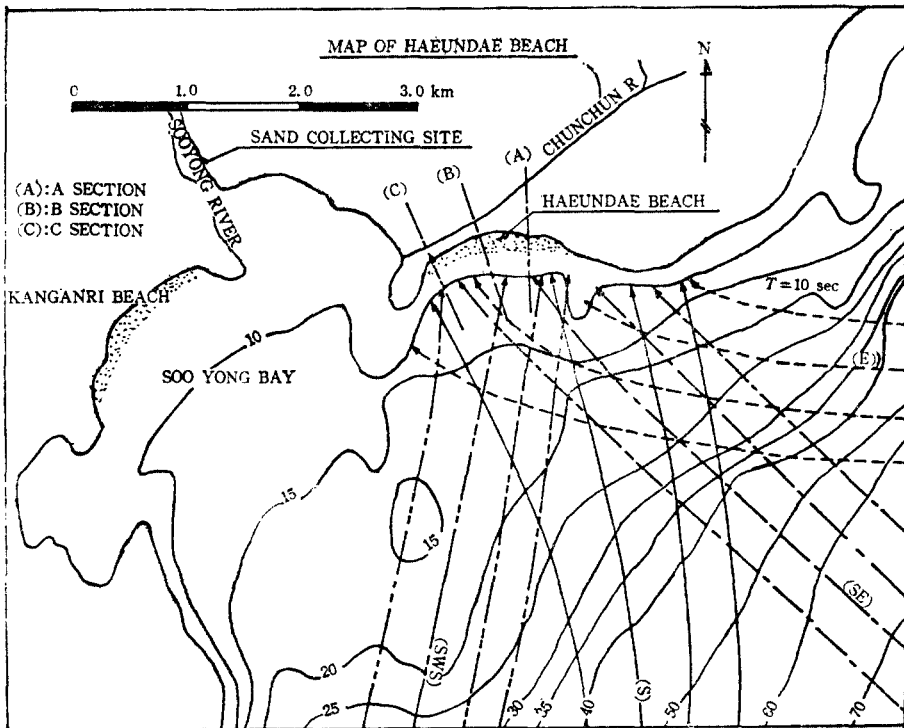 MAP OF HAEUNDAE BEACH
N
0 1.0 2.0 3.0 km
CHUNCHUN R
SOOYONG RIVER
SAND COLLECTING SITE
(A)
(B)
(C)
(A):A SECTION
(B):B SECTION
(C):C SECTION
HAEUNDAE BEACH
KANGANRI BEACH
T=10 sec
10
(E)
SOO YONG BAY
15
15
(SE)
(SWS)
(S)
20
25
30
35
40
50
60
70